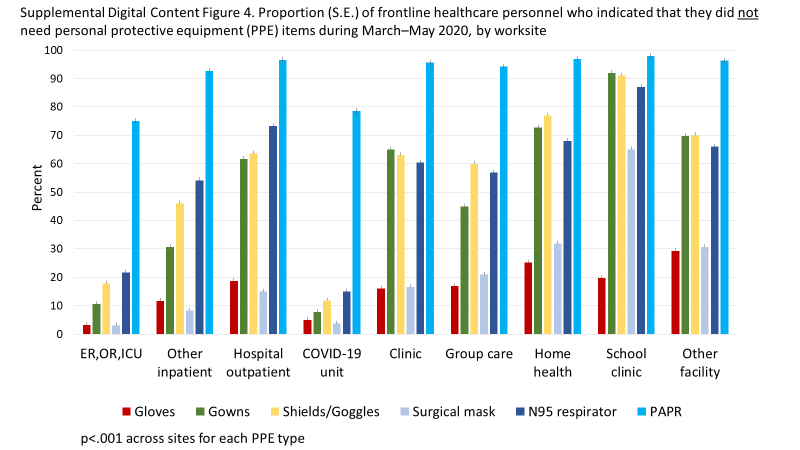 Supplemental Digital Content Figure 4. Proportion (S.E.) of frontline healthcare personnel who indicated that they did not
need personal protective equipment (PPE) items during March–May 2020, by worksite
100
90
80
70
60
50
40
30
20
10
0
Percent
ER,OR,ICU
Other
inpatient
Hospital
outpatient
COVID-19
unit
Clinic
Group care
Home
health
School
clinic
Other
facility
Gloves Gowns Shields/Goggles Surgical mask N95 respirator PAPR
p<.001 across sites for each PPE type